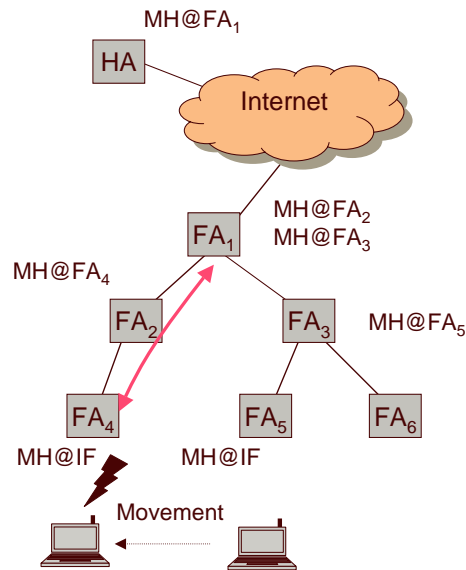 MH@FA₁
HA
Internet
MH@FA₂
MH@FA₃
FA₁
MH@FA₄
FA₂
FA₃
MH@FA₅
FA₄
FA₅
FA₆
MH@IF
MH@IF
Movement